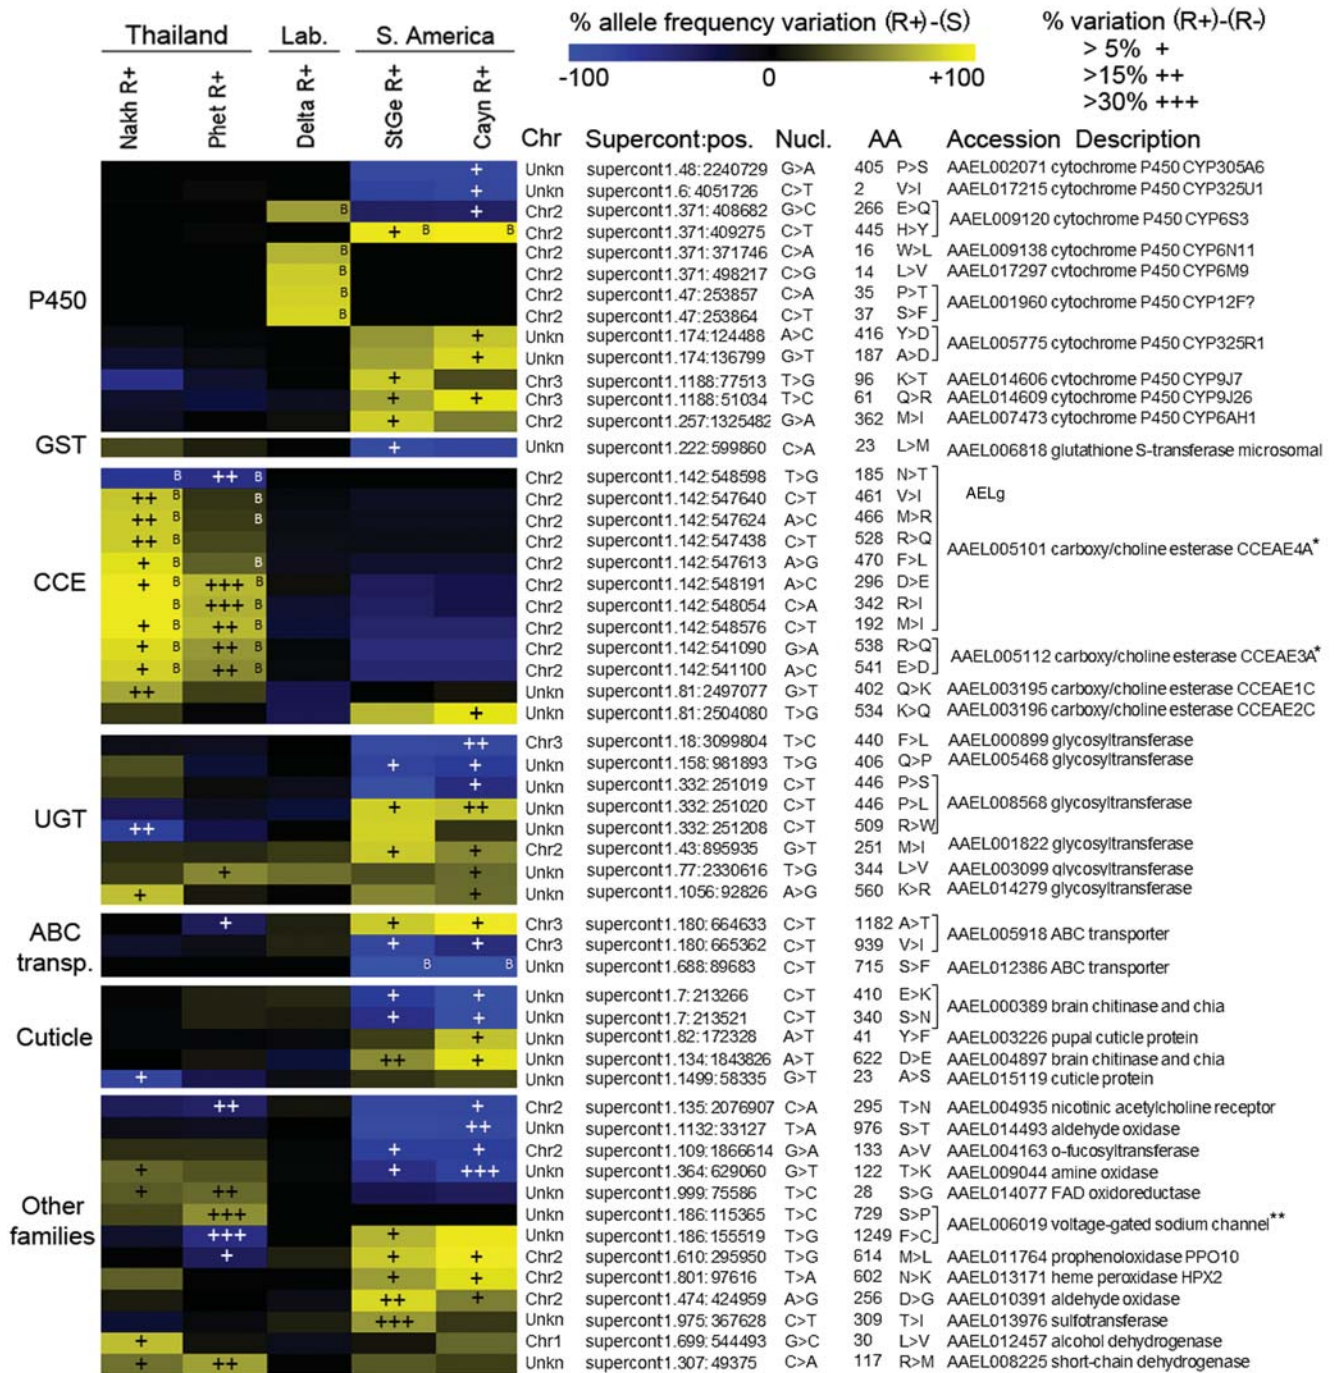 Thailand Lab. S. America
% allele frequency variation (R+)-(S)
-100 0 +100
% variation (R+)-(R-)
> 5% +
>15% ++
>30% +++
Nakh R+ Phet R+ Delta R+ StGe R+ Cayn R+
Chr Supercont:pos. Nucl. AA Accession Description
P450
+ Unkn supercont1.48:2240729 G>A 405 P>S AAEL002071 cytochrome P450 CYP305A6
+ Unkn supercont1.6:4051726 C>T 2 V>I AAEL017215 cytochrome P450 CYP325U1
B + Chr2 supercont1.371:408682 G>C 266 E>Q
AAEL009120 cytochrome P450 CYP6S3
+ B B Chr2 supercont1.371:409275 C>T 445 H>Y
B Chr2 supercont1.371:371746 C>A 16 W>L AAEL009138 cytochrome P450 CYP6N11
B Chr2 supercont1.371:498217 C>G 14 L>V AAEL017297 cytochrome P450 CYP6M9
B Chr2 supercont1.47:253857 C>A 35 P>T
AAEL001960 cytochrome P450 CYP12F?
B Chr2 supercont1.47:253864 C>T 37 S>F
+ Unkn supercont1.174:124488 A>C 416 Y>D
AAEL005775 cytochrome P450 CYP325R1
+ Unkn supercont1.174:136799 G>T 187 A>D
+ Chr3 supercont1.1188:77513 T>G 96 K>T AAEL014606 cytochrome P450 CYP9J7
+ + Chr3 supercont1.1188:51034 T>C 61 Q>R AAEL014609 cytochrome P450 CYP9J26
+ Chr2 supercont1.257:1325482 G>A 362 M>I AAEL007473 cytochrome P450 CYP6AH1
GST
+ Unkn supercont1.222:599860 C>A 23 L>M AAEL006818 glutathione S-transferase microsomal
CCE
B ++ B Chr2 supercont1.142:548598 T>G 185 N>T
++ B B Chr2 supercont1.142:547640 C>T 461 V>I AELg
++ B B Chr2 supercont1.142:547624 A>C 466 M>R
++ B Chr2 supercont1.142:547438 C>T 528 R>Q
AAEL005101 carboxy/choline esterase CCEAE4A*
+ B B Chr2 supercont1.142:547613 A>G 470 F>L
+ B +++ B Chr2 supercont1.142:548191 A>C 296 D>E
B +++ B Chr2 supercont1.142:548054 C>A 342 R>I
+ B ++ B Chr2 supercont1.142:548576 C>T 192 M>I
+ B ++ B Chr2 supercont1.142:541090 G>A 538 R>Q
AAEL005112 carboxy/choline esterase CCEAE3A*
+ B ++ B Chr2 supercont1.142:541100 A>C 541 E>D
++ Unkn supercont1.81:2497077 G>T 402 Q>K AAEL003195 carboxy/choline esterase CCEAE1C
+ Unkn supercont1.81:2504080 T>G 534 K>Q AAEL003196 carboxy/choline esterase CCEAE2C
UGT
++ Chr3 supercont1.18:3099804 T>C 440 F>L AAEL000899 glycosyltransferase
+ + Unkn supercont1.158:981893 T>G 406 Q>P AAEL005468 glycosyltransferase
+ Unkn supercont1.332:251019 C>T 446 P>S
+ ++ Unkn supercont1.332:251020 C>T 446 P>L AAEL008568 glycosyltransferase
++ Unkn supercont1.332:251208 C>T 509 R>W
+ + Chr2 supercont1.43:895935 G>T 251 M>I AAEL001822 glycosyltransferase
+ + Unkn supercont1.77:2330616 T>G 344 L>V AAEL003099 glycosyltransferase
+ + Unkn supercont1.1056:92826 A>G 560 K>R AAEL014279 glycosyltransferase
ABC transp.
+ + + Chr3 supercont1.180:664633 C>T 1182 A>T
AAEL005918 ABC transporter
+ + Chr3 supercont1.180:665362 C>T 939 V>I
B B Unkn supercont1.688:89683 C>T 715 S>F AAEL012386 ABC transporter
Cuticle
+ + Unkn supercont1.7:213266 C>T 410 E>K
AAEL000389 brain chitinase and chia
+ + Unkn supercont1.7:213521 C>T 340 S>N
+ Unkn supercont1.82:172328 A>T 41 Y>F AAEL003226 pupal cuticle protein
++ + Unkn supercont1.134:1843826 A>T 622 D>E AAEL004897 brain chitinase and chia
+ Unkn supercont1.1499:58335 G>T 23 A>S AAEL015119 cuticle protein
Other families
++ + Chr2 supercont1.135:2076907 C>A 295 T>N AAEL004935 nicotinic acetylcholine receptor
++ Unkn supercont1.1132:33127 T>A 976 S>T AAEL014493 aldehyde oxidase
+ + Chr2 supercont1.109:1866614 G>A 133 A>V AAEL004163 o-fucosyltransferase
+ + +++ Unkn supercont1.364:629060 G>T 122 T>K AAEL009044 amine oxidase
+ ++ Unkn supercont1.999:75586 T>C 28 S>G AAEL014077 FAD oxidoreductase
+++ Unkn supercont1.186:115365 T>C 729 S>P
AAEL006019 voltage-gated sodium channel**
+++ + Unkn supercont1.186:155519 T>G 1249 F>C
+ + + Chr2 supercont1.610:295950 T>G 614 M>L AAEL011764 prophenoloxidase PPO10
+ + Chr2 supercont1.801:97616 T>A 602 N>K AAEL013171 heme peroxidase HPX2
++ + Chr2 supercont1.474:424959 A>G 256 D>G AAEL010391 aldehyde oxidase
+++ Unkn supercont1.975:367628 C>T 309 T>I AAEL013976 sulfotransferase
+ Chr1 supercont1.699:544493 G>C 30 L>V AAEL012457 alcohol dehydrogenase
+ ++ Unkn supercont1.307:49375 C>A 117 R>M AAEL008225 short-chain dehydrogenase